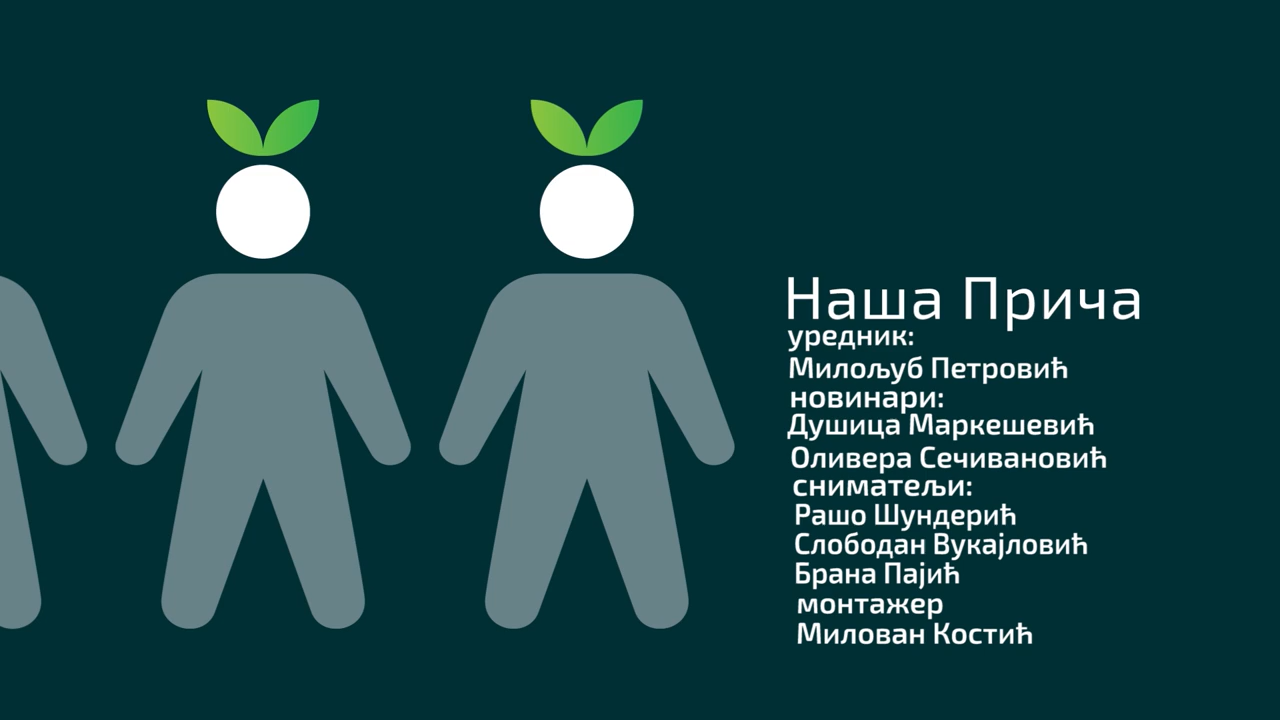 Наша Прича
уредник:
Милољуб Петровић
новинари:
Душица Маркешевић
Оливера Сечивановић
сниматељи:
Рашо Шундерић
Слободан Вукајловић
Брана Пајић
монтажер
Милован Костић